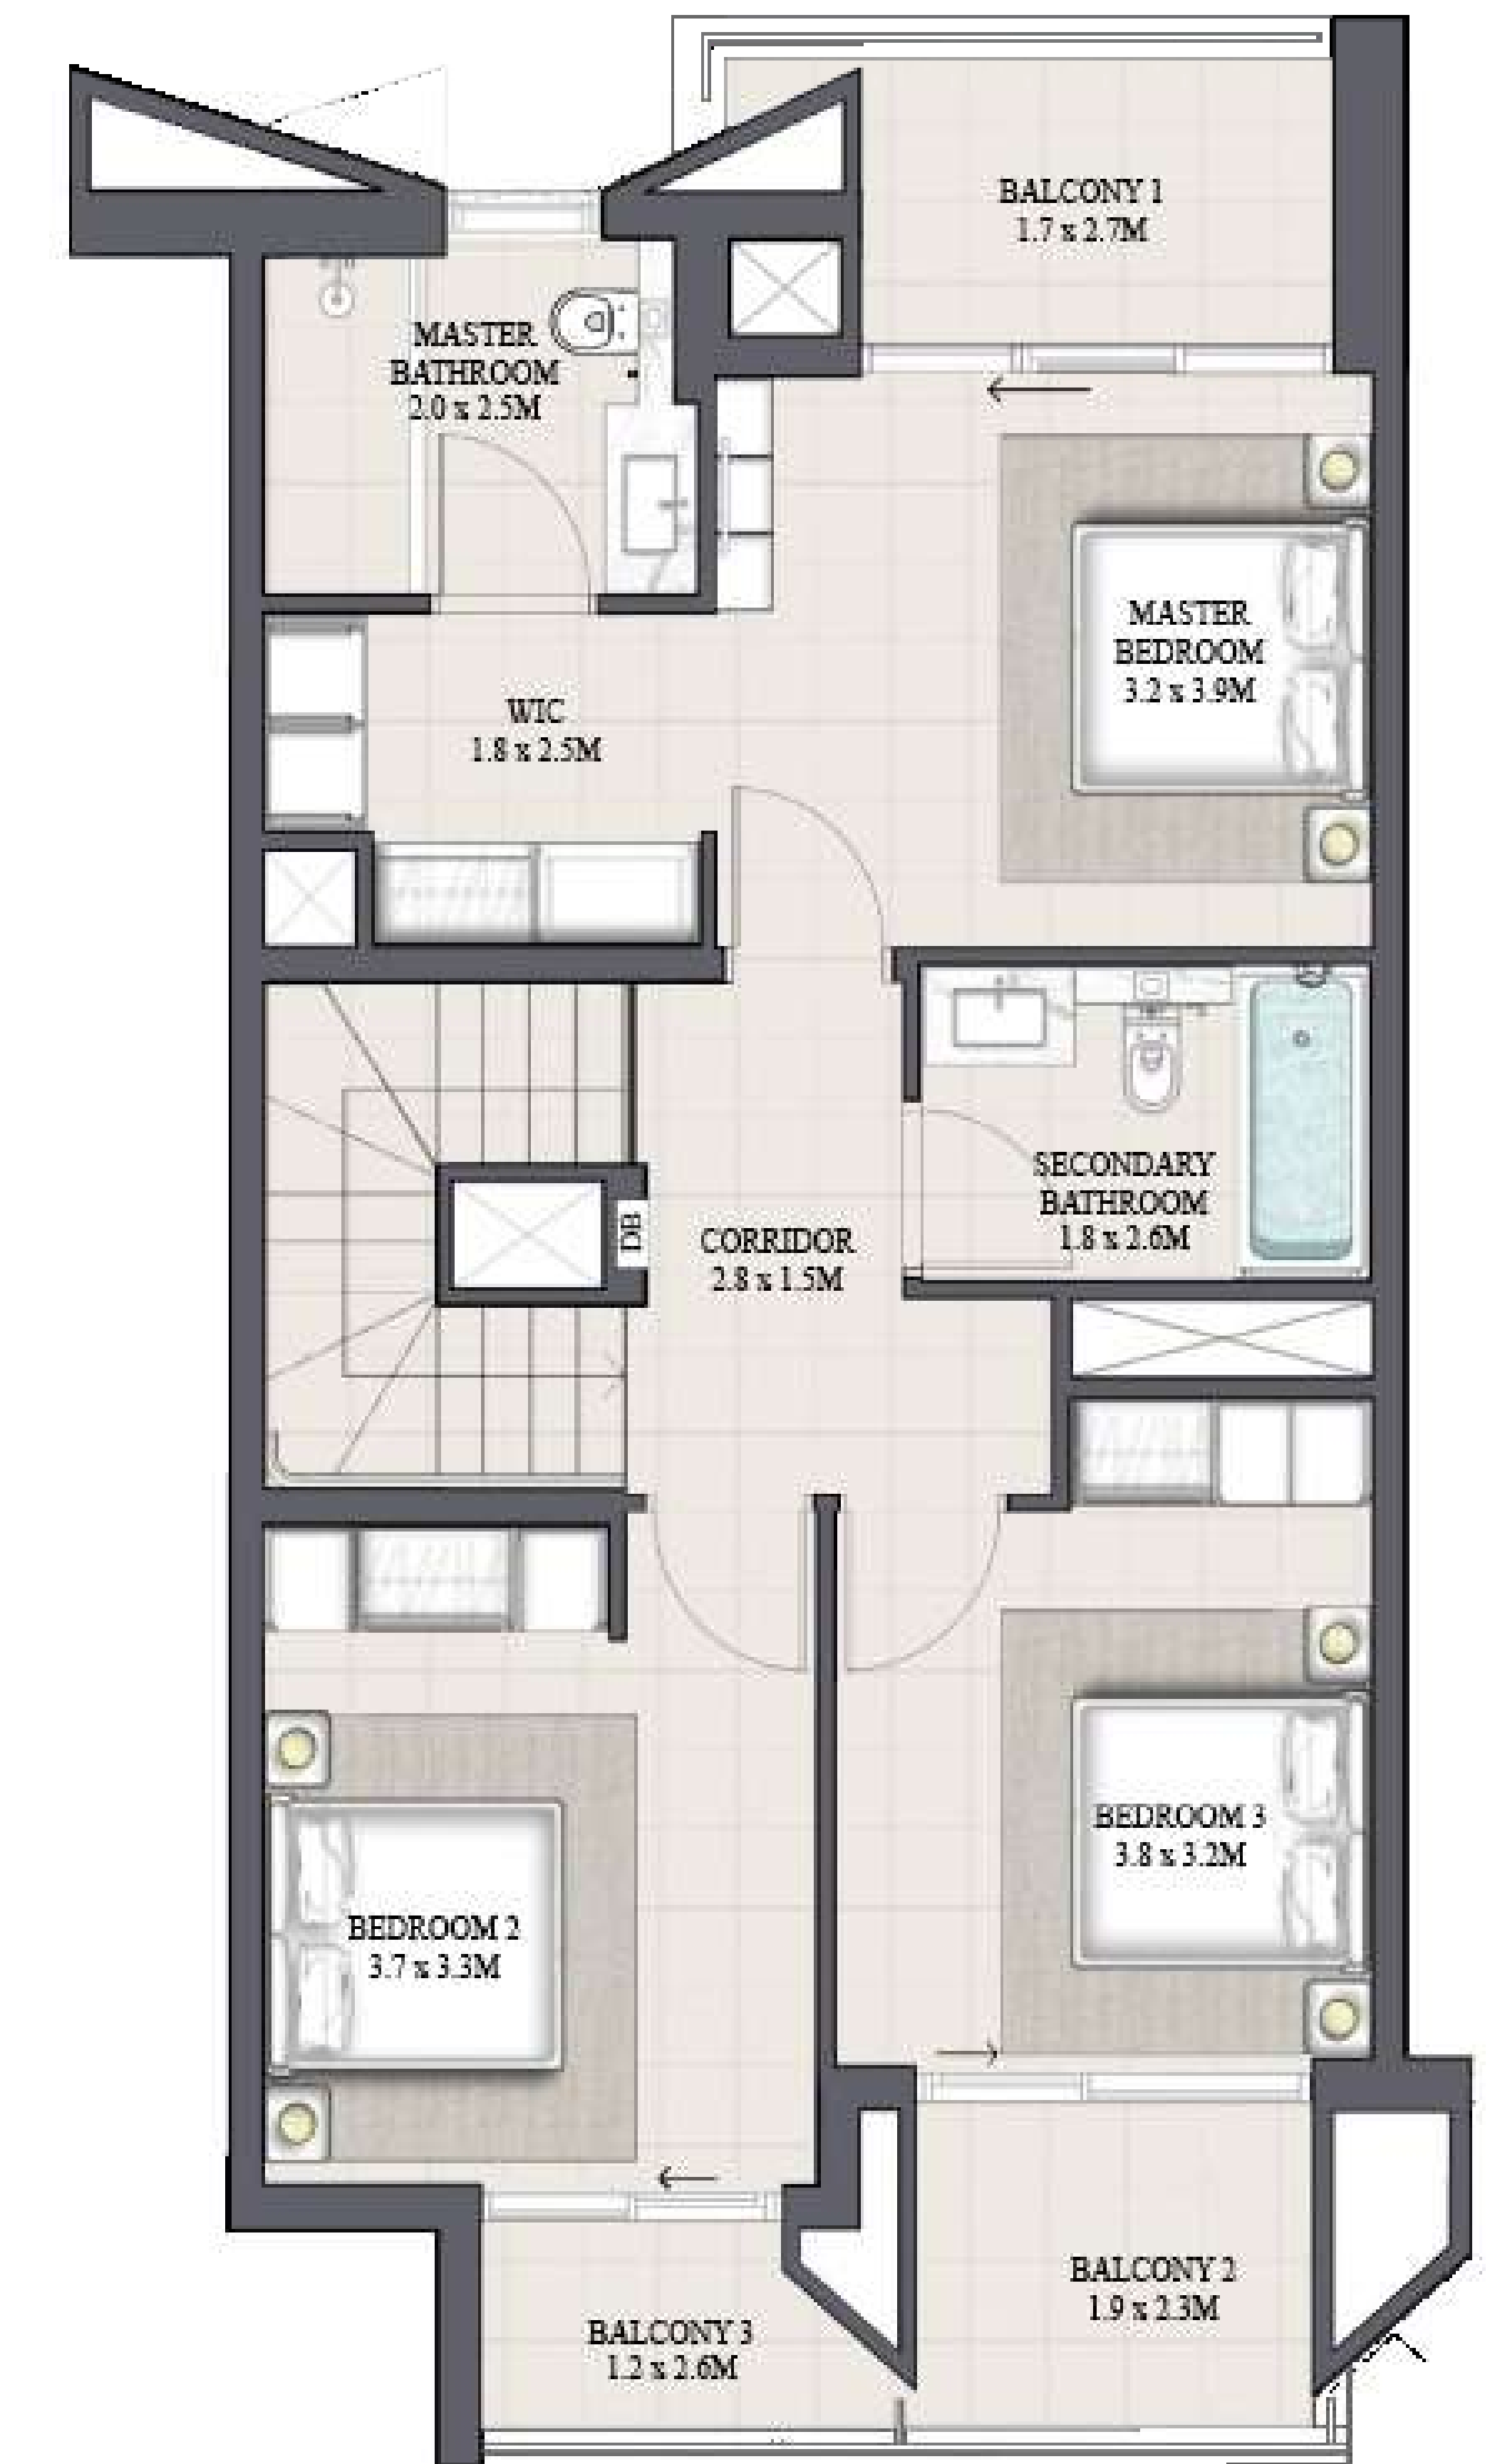 BALCONY 1
1.7 x 2.7M
MASTER
BATHROOM
2.0 x 2.5M
MASTER
BEDROOM
3.2 x 3.9M
WIC
1.8 x 2.5M
SECONDARY
BATHROOM
1.8 x 2.6M
DB
CORRIDOR
2.8 x 1.5M
BEDROOM 3
3.8 x 3.2M
BEDROOM 2
3.7 x 3.3M
BALCONY 2
1.9 x 2.3M
BALCONY 3
1.2 x 2.6M